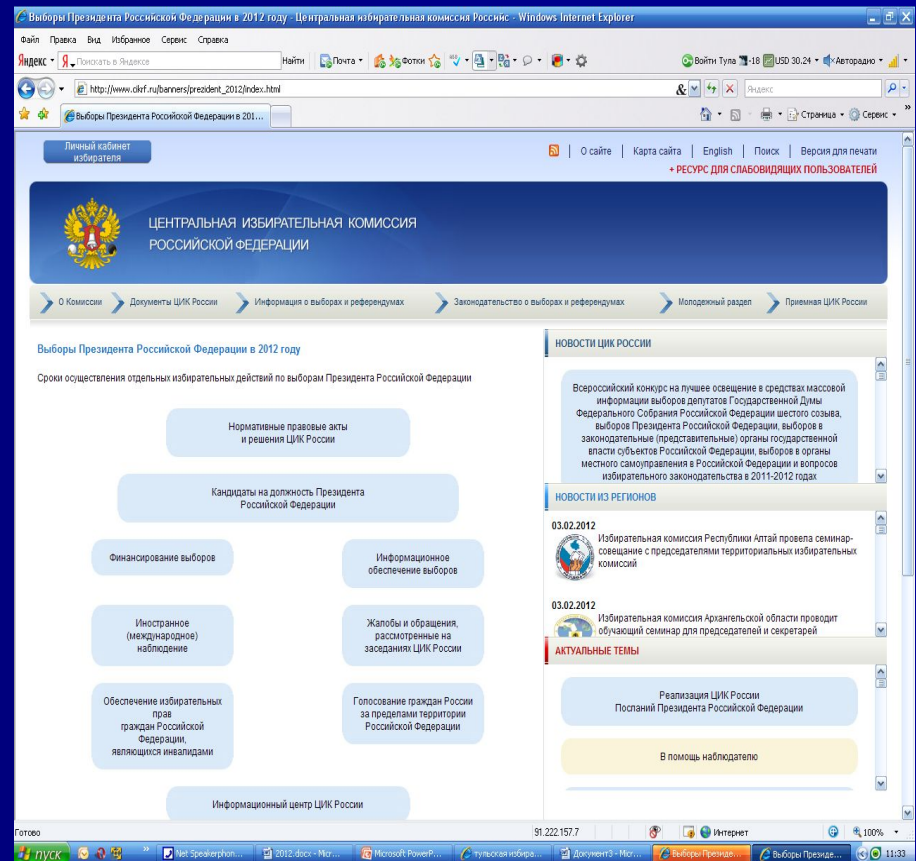 Выборы Президента Российской Федерации в 2012 году - Центральная избирательная комиссия Российс - Windows Internet Explorer
Файл Правка Вид Избранное Сервис Справка
Яндекс Я Поискать в Яндексе Найти Почта Фотки Войти Тула -18 USD 30.24 Авторадио
http://www.cikrf.ru/banners/prezident_2012/index.html Яндекс
Выборы Президента Российской Федерации в 201... Страница Сервис
Личный кабинет
избирателя
О сайте | Карта сайта | English | Поиск | Версия для печати
+ РЕСУРС ДЛЯ СЛАБОВИДЯЩИХ ПОЛЬЗОВАТЕЛЕЙ
ЦЕНТРАЛЬНАЯ ИЗБИРАТЕЛЬНАЯ КОМИССИЯ
РОССИЙСКОЙ ФЕДЕРАЦИИ
О Комиссии Документы ЦИК России Информация о выборах и референдумах Законодательство о выборах и референдумах Молодежный раздел Приемная ЦИК России
Выборы Президента Российской Федерации в 2012 году
Сроки осуществления отдельных избирательных действий по выборам Президента Российской Федерации
Нормативные правовые акты
и решения ЦИК России
Кандидаты на должность Президента
Российской Федерации
Финансирование выборов
Информационное
обеспечение выборов
Иностранное
(международное)
наблюдение
Жалобы и обращения,
рассмотренные на
заседаниях ЦИК России
Обеспечение избирательных
прав
граждан Российской
Федерации,
являющихся инвалидами
Голосование граждан России
за пределами территории
Российской Федерации
Информационный центр ЦИК России
НОВОСТИ ЦИК РОССИИ
Всероссийский конкурс на лучшее освещение в средствах массовой
информации выборов депутатов Государственной Думы
Федерального Собрания Российской Федерации шестого созыва,
выборов Президента Российской Федерации, выборов в
законодательные (представительные) органы государственной
власти субъектов Российской Федерации, выборов в органы
местного самоуправления в Российской Федерации и вопросов
избирательного законодательства в 2011-2012 годах
НОВОСТИ ИЗ РЕГИОНОВ
03.02.2012
Избирательная комиссия Республики Алтай провела семинар-
совещание с председателями территориальных избирательных
комиссий
03.02.2012
Избирательная комиссия Архангельской области проводит
обучающий семинар для председателей и секретарей
АКТУАЛЬНЫЕ ТЕМЫ
Реализация ЦИК России
Посланий Президента Российской Федерации
В помощь наблюдателю
Готово 91.222.157.7 Интернет 100%
пуск Net Speakerphon... 2012.docx - Micr... Microsoft PowerP... тульская избира... Документ3 - Micr... Выборы Президе... Выборы Президе... 11:33